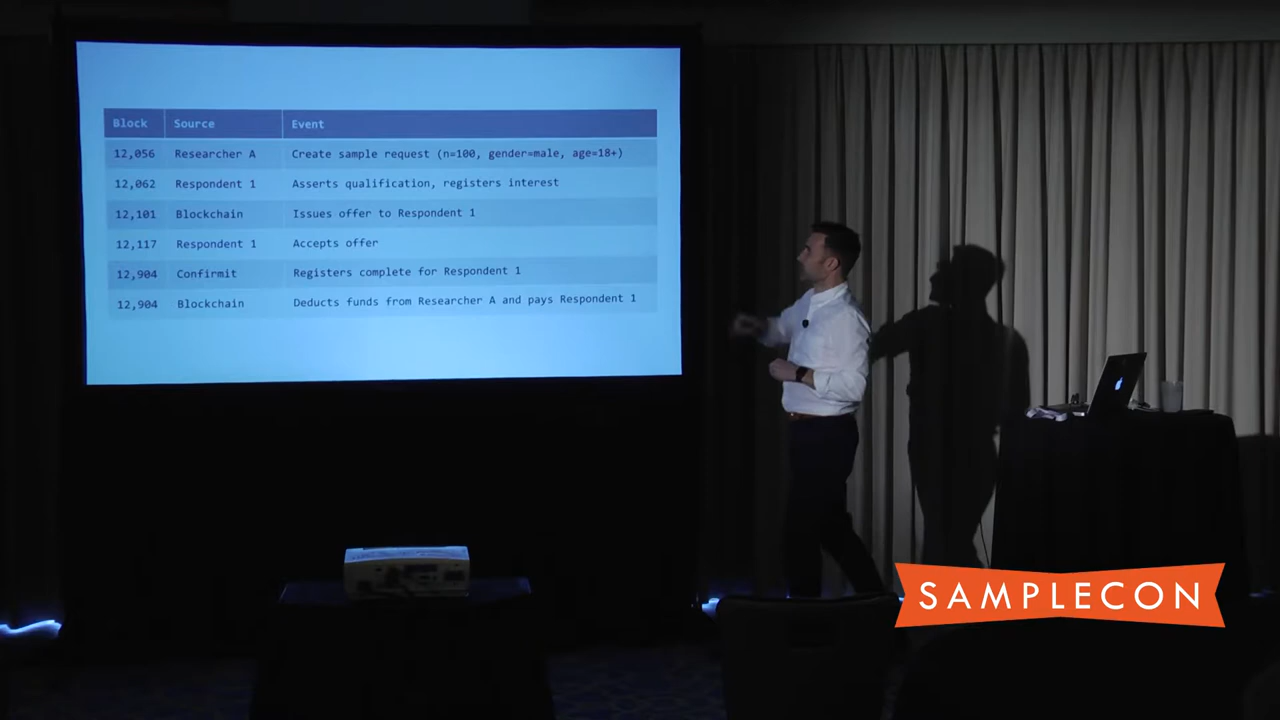 Block Source Event
12,056 Researcher A Create sample request (n=100, gender=male, age=18+)
12,062 Respondent 1 Asserts qualification, registers interest
12,101 Blockchain Issues offer to Respondent 1
12,117 Respondent 1 Accepts offer
12,904 Confirmit Registers complete for Respondent 1
12,904 Blockchain Deducts funds from Researcher A and pays Respondent 1
SAMPLECON